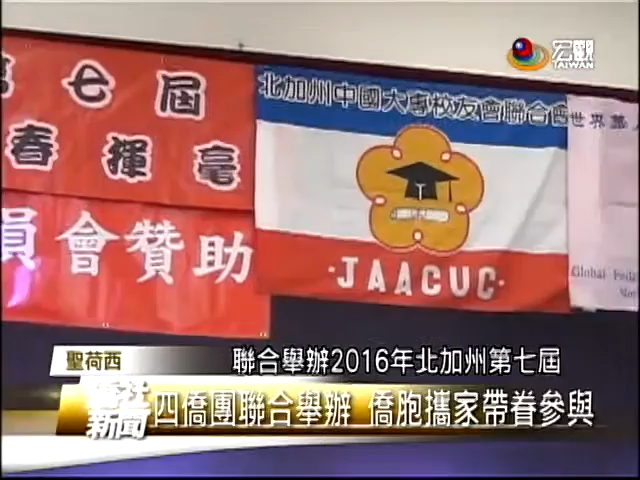 宏觀
TAIWAN
第七屆
春揮毫
員會贊助
北加州中國大專校友會聯合會
JAACUC
世界華
Global Fede
聖荷西
聯合舉辦2016年北加州第七屆
僑社
新聞
四僑團聯合舉辦 僑胞攜家帶眷參與